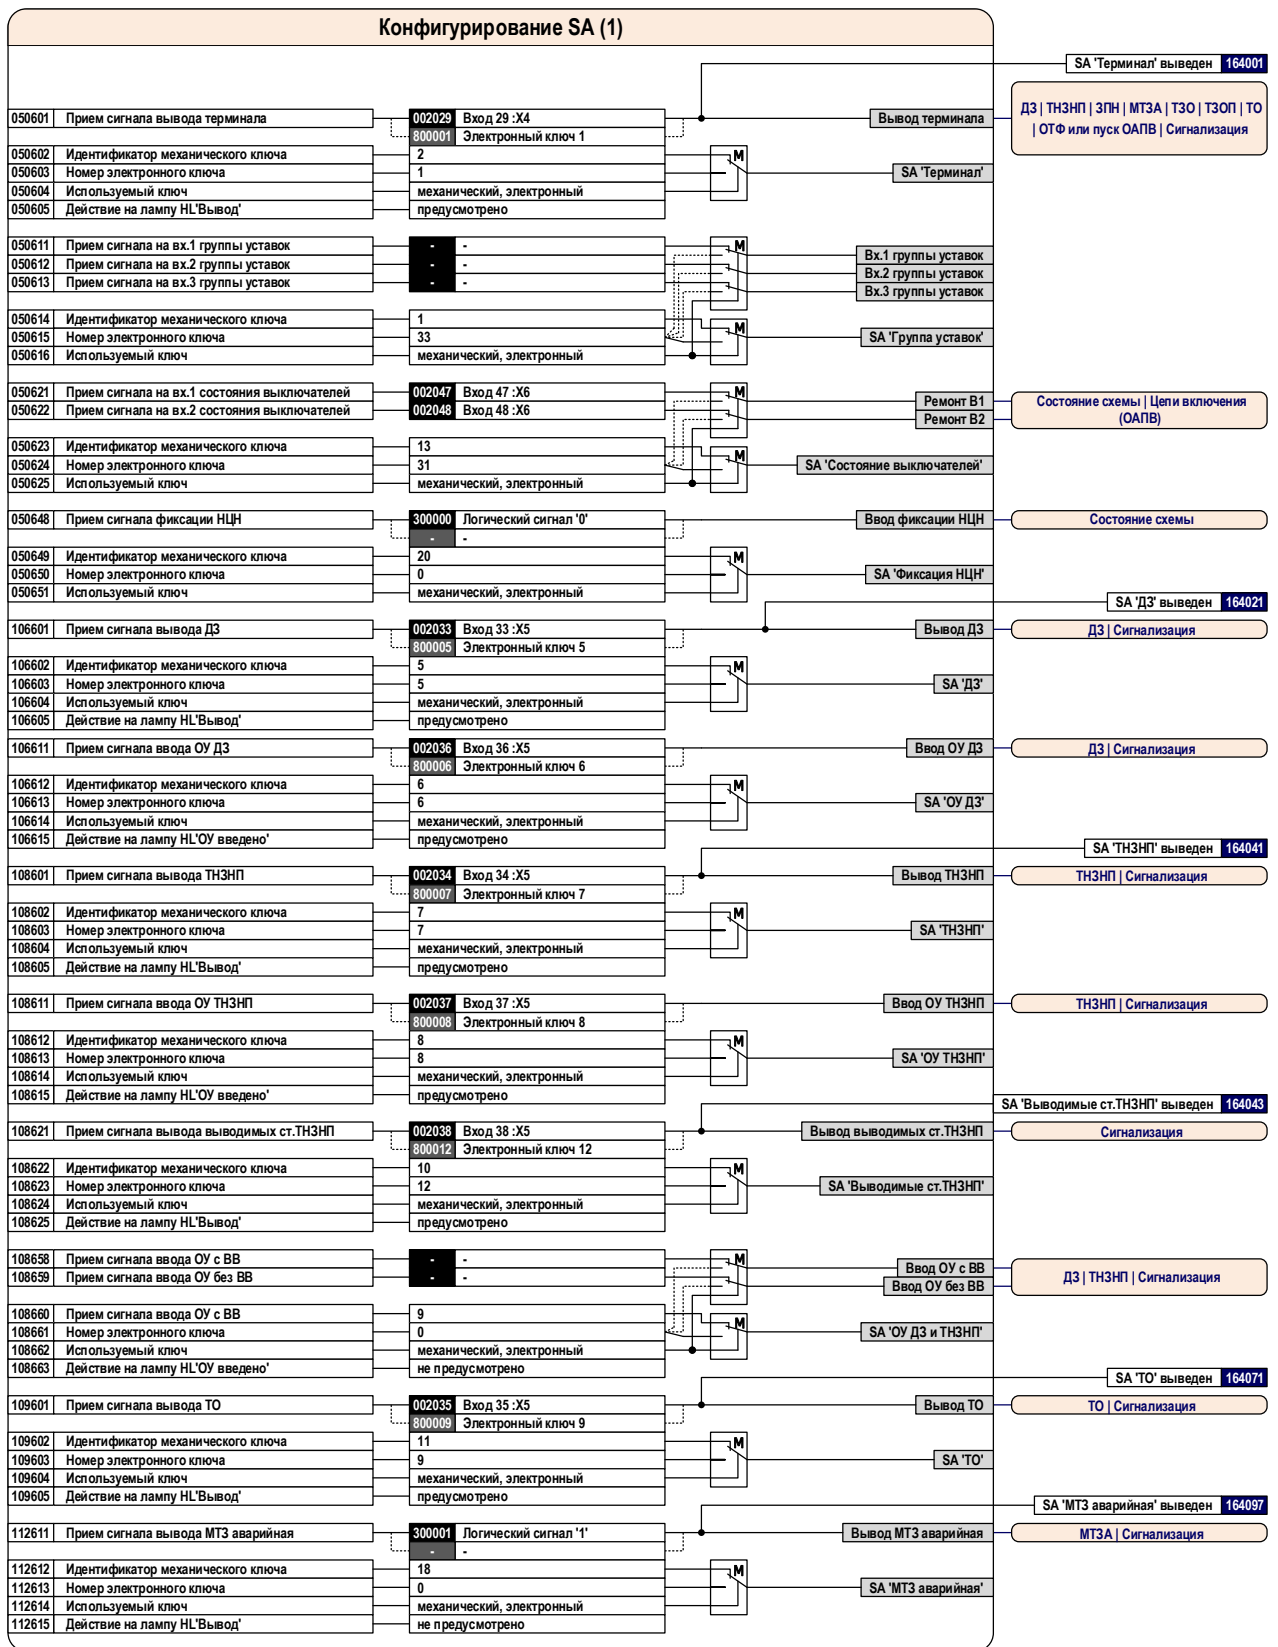 Конфигурирование SA (1)
SA 'Терминал' выведен 164001
050601 Прием сигнала вывода терминала 002029 Вход 29 :X4 Вывод терминала
ДЗ | ТНЗНП | ЗПН | МТЗА | ТЗО | ТЗОП | ТО
| ОТФ или пуск ОАПВ | Сигнализация
800001 Электронный ключ 1
050602 Идентификатор механического ключа 2 М
050603 Номер электронного ключа 1 SA 'Терминал'
050604 Используемый ключ механический, электронный
050605 Действие на лампу HL'Вывод' предусмотрено
050611 Прием сигнала на вх.1 группы уставок - - М Вх.1 группы уставок
050612 Прием сигнала на вх.2 группы уставок - - Вх.2 группы уставок
050613 Прием сигнала на вх.3 группы уставок - - Вх.3 группы уставок
050614 Идентификатор механического ключа 1 М
050615 Номер электронного ключа 33 SA 'Группа уставок'
050616 Используемый ключ механический, электронный
050621 Прием сигнала на вх.1 состояния выключателей 002047 Вход 47 :X6 М Ремонт В1
050622 Прием сигнала на вх.2 состояния выключателей 002048 Вход 48 :X6 Ремонт В2
Состояние схемы | Цепи включения
(ОАПВ)
050623 Идентификатор механического ключа 13 М
050624 Номер электронного ключа 31 SA 'Состояние выключателей'
050625 Используемый ключ механический, электронный
050648 Прием сигнала фиксации НЦН 300000 Логический сигнал '0' Ввод фиксации НЦН Состояние схемы
- -
050649 Идентификатор механического ключа 20 М
050650 Номер электронного ключа 0 SA 'Фиксация НЦН'
050651 Используемый ключ механический, электронный
SA 'ДЗ' выведен 164021
106601 Прием сигнала вывода ДЗ 002033 Вход 33 :X5 Вывод ДЗ ДЗ | Сигнализация
800005 Электронный ключ 5
106602 Идентификатор механического ключа 5 М
106603 Номер электронного ключа 5 SA 'ДЗ'
106604 Используемый ключ механический, электронный
106605 Действие на лампу HL'Вывод' предусмотрено
106611 Прием сигнала ввода ОУ ДЗ 002036 Вход 36 :X5 Ввод ОУ ДЗ ДЗ | Сигнализация
800006 Электронный ключ 6
106612 Идентификатор механического ключа 6 М
106613 Номер электронного ключа 6 SA 'ОУ ДЗ'
106614 Используемый ключ механический, электронный
106615 Действие на лампу HL'ОУ введено' предусмотрено
SA 'ТНЗНП' выведен 164041
108601 Прием сигнала вывода ТНЗНП 002034 Вход 34 :X5 Вывод ТНЗНП ТНЗНП | Сигнализация
800007 Электронный ключ 7
108602 Идентификатор механического ключа 7 М
108603 Номер электронного ключа 7 SA 'ТНЗНП'
108604 Используемый ключ механический, электронный
108605 Действие на лампу HL'Вывод' предусмотрено
108611 Прием сигнала ввода ОУ ТНЗНП 002037 Вход 37 :X5 Ввод ОУ ТНЗНП ТНЗНП | Сигнализация
800008 Электронный ключ 8
108612 Идентификатор механического ключа 8 М
108613 Номер электронного ключа 8 SA 'ОУ ТНЗНП'
108614 Используемый ключ механический, электронный
108615 Действие на лампу HL'ОУ введено' предусмотрено
SA 'Выводимые ст.ТНЗНП' выведен 164043
108621 Прием сигнала вывода выводимых ст.ТНЗНП 002038 Вход 38 :X5 Вывод выводимых ст.ТНЗНП Сигнализация
800012 Электронный ключ 12
108622 Идентификатор механического ключа 10 М
108623 Номер электронного ключа 12 SA 'Выводимые ст.ТНЗНП'
108624 Используемый ключ механический, электронный
108625 Действие на лампу HL'Вывод' предусмотрено
108658 Прием сигнала ввода ОУ с ВВ - - М Ввод ОУ с ВВ
108659 Прием сигнала ввода ОУ без ВВ - - Ввод ОУ без ВВ
ДЗ | ТНЗНП | Сигнализация
108660 Прием сигнала ввода ОУ с ВВ 9 М
108661 Номер электронного ключа 0 SA 'ОУ ДЗ и ТНЗНП'
108662 Используемый ключ механический, электронный
108663 Действие на лампу HL'ОУ введено' не предусмотрено
SA 'ТО' выведен 164071
109601 Прием сигнала вывода ТО 002035 Вход 35 :X5 Вывод ТО ТО | Сигнализация
800009 Электронный ключ 9
109602 Идентификатор механического ключа 11 М
109603 Номер электронного ключа 9 SA 'ТО'
109604 Используемый ключ механический, электронный
109605 Действие на лампу HL'Вывод' предусмотрено
SA 'МТЗ аварийная' выведен 164097
112611 Прием сигнала вывода МТЗ аварийная 300001 Логический сигнал '1' Вывод МТЗ аварийная МТЗА | Сигнализация
- -
112612 Идентификатор механического ключа 18 М
112613 Номер электронного ключа 0 SA 'МТЗ аварийная'
112614 Используемый ключ механический, электронный
112615 Действие на лампу HL'Вывод' не предусмотрено